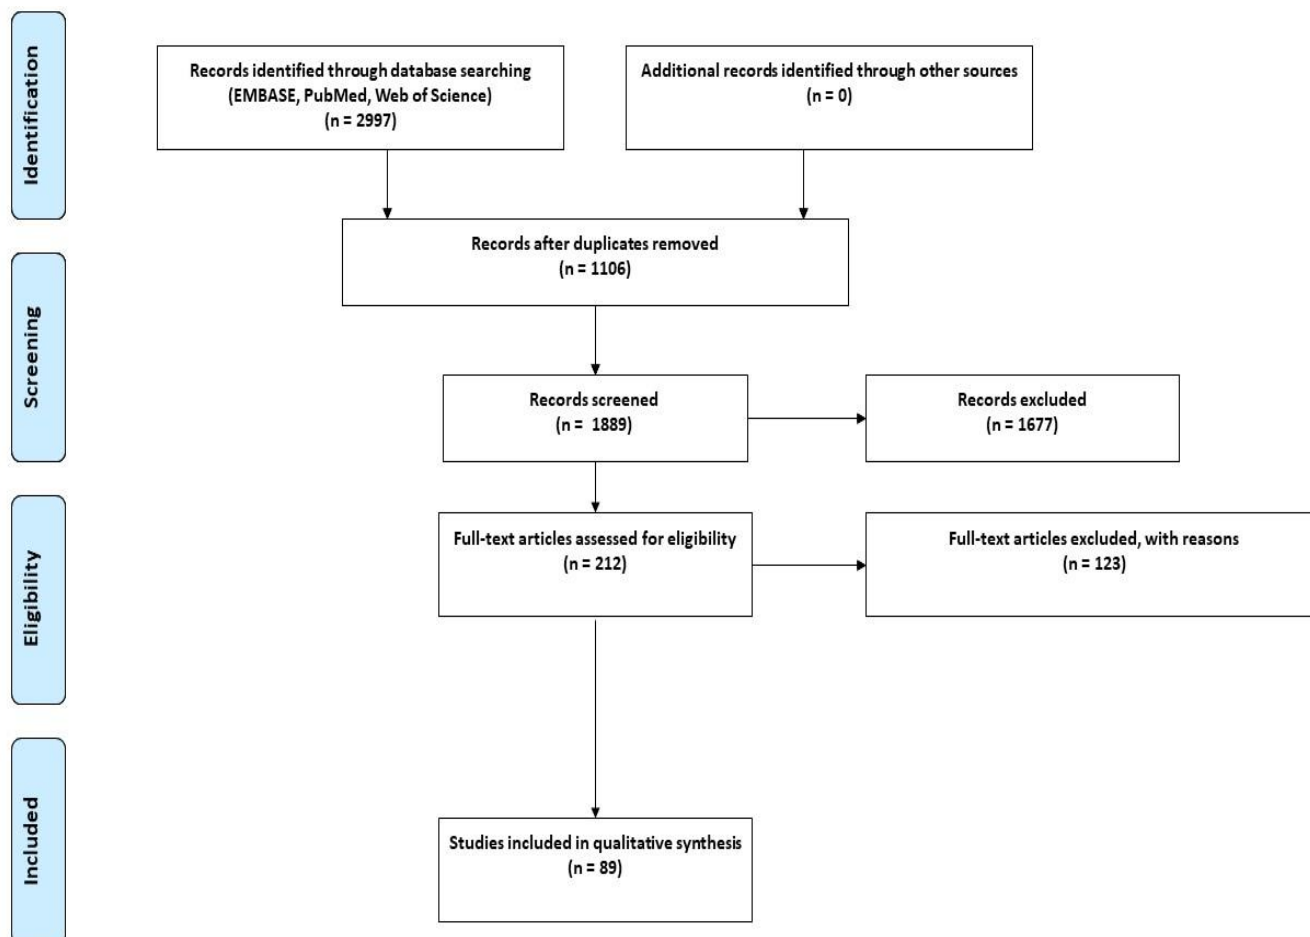 Identification
Records identified through database searching
(EMBASE, PubMed, Web of Science)
(n = 2997)
Additional records identified through other sources
(n = 0)
Records after duplicates removed
(n = 1106)
Screening
Records screened
(n = 1889)
Records excluded
(n = 1677)
Eligibility
Full-text articles assessed for eligibility
(n = 212)
Full-text articles excluded, with reasons
(n = 123)
Included
Studies included in qualitative synthesis
(n = 89)